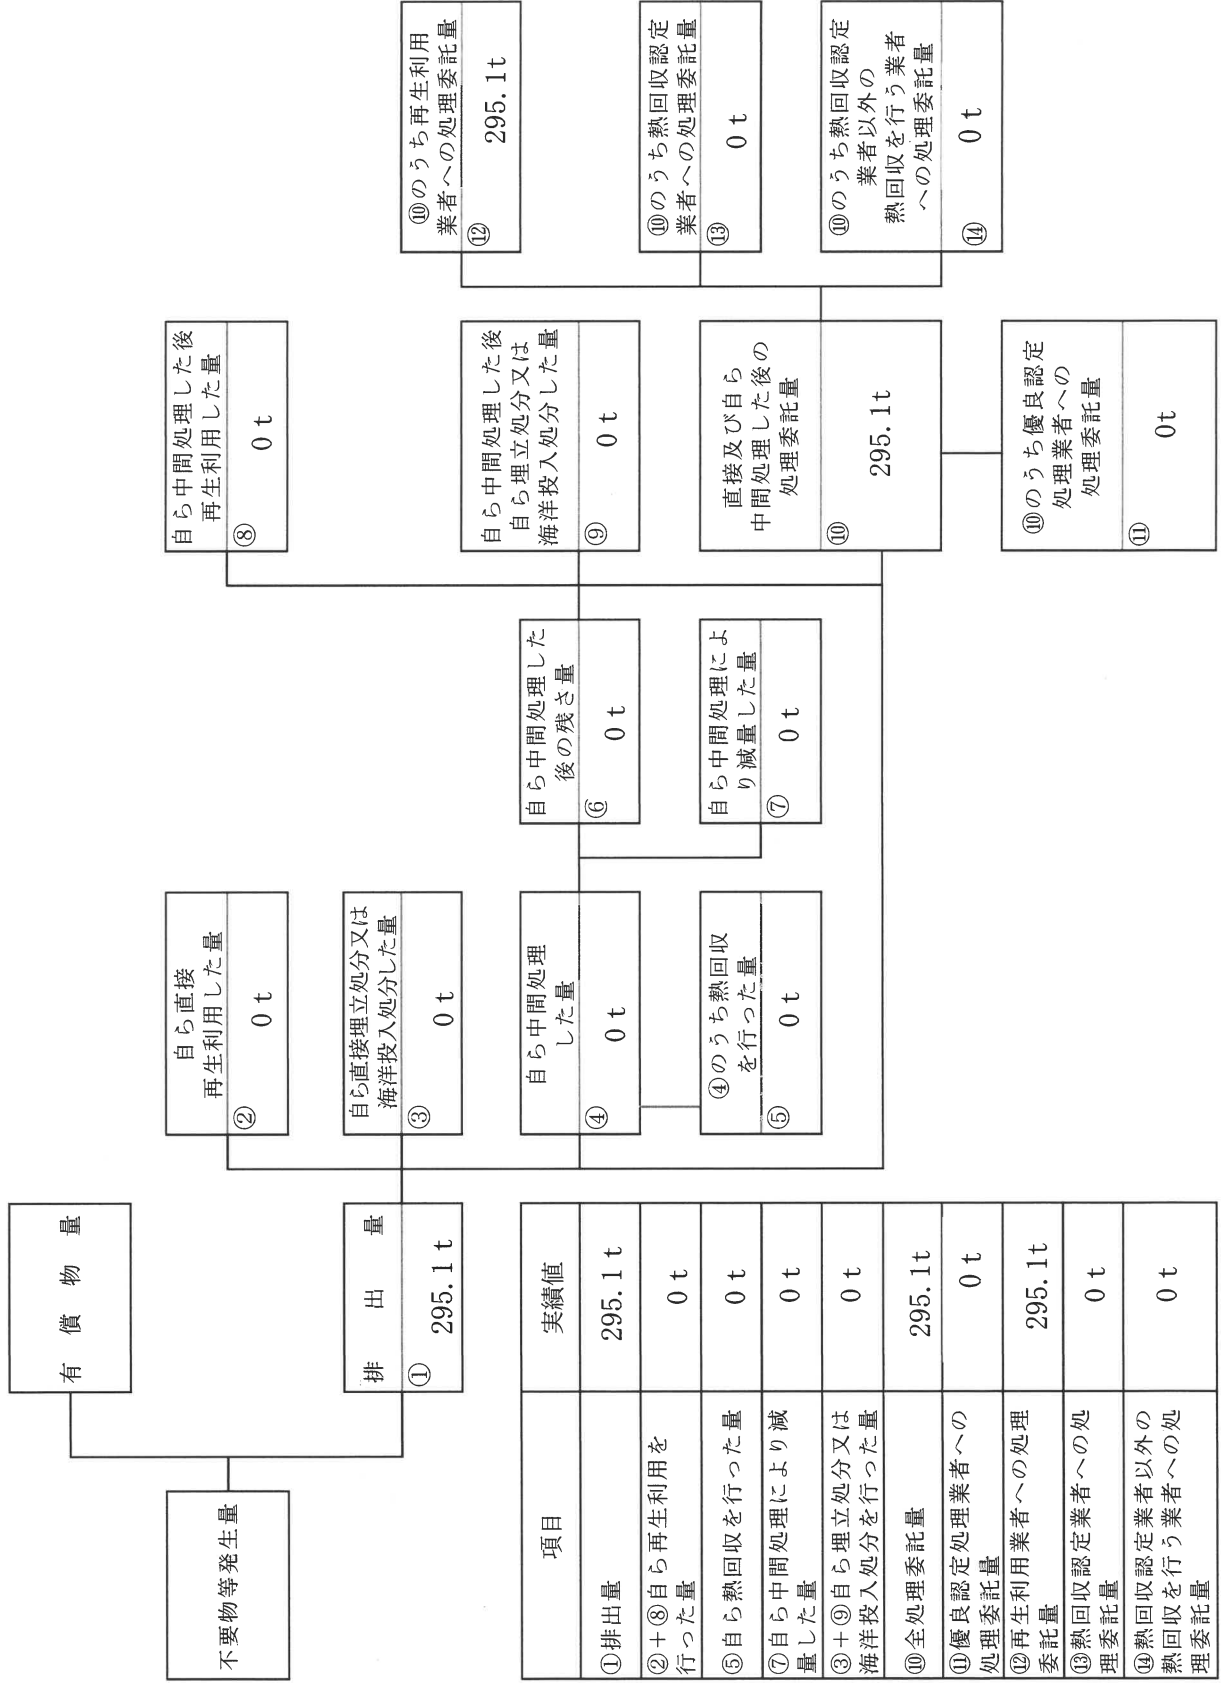 不要物等発生量
有償物量
排出量
① 295.1t
自ら直接
再生利用した量
② 0t
自ら直接埋立処分又は
海洋投入処分した量
③ 0t
自ら中間処理
した量
④ 0t
④のうち熱回収
を行った量
⑤ 0t
自ら中間処理した
後の残さ量
⑥ 0t
自ら中間処理によ
り減量した量
⑦ 0t
自ら中間処理した後
再生利用した量
⑧ 0t
自ら中間処理した後
自ら埋立処分又は
海洋投入処分した量
⑨ 0t
直接及び自ら
中間処理した後の
処理委託量
⑩ 295.1t
⑩のうち優良認定
処理業者への
処理委託量
⑪ 0t
⑩のうち再生利用
業者への処理委託量
⑫ 295.1t
⑩のうち熱回収認定
業者への処理委託量
⑬ 0t
⑩のうち熱回収認定
業者以外の
熱回収を行う業者
への処理委託量
⑭ 0t
項目 実績値
①排出量 295.1t
②+⑧自ら再生利用を
行った量 0t
⑤自ら熱回収を行った量 0t
⑦自ら中間処理により減
量した量 0t
③+⑨自ら埋立処分又は
海洋投入処分を行った量 0t
⑩全処理委託量 295.1t
⑪優良認定処理業者への
処理委託量 0t
⑫再生利用業者への処理
委託量 295.1t
⑬熱回収認定業者への処
理委託量 0t
⑭熱回収認定業者以外の
熱回収を行う業者への処
理委託量 0t